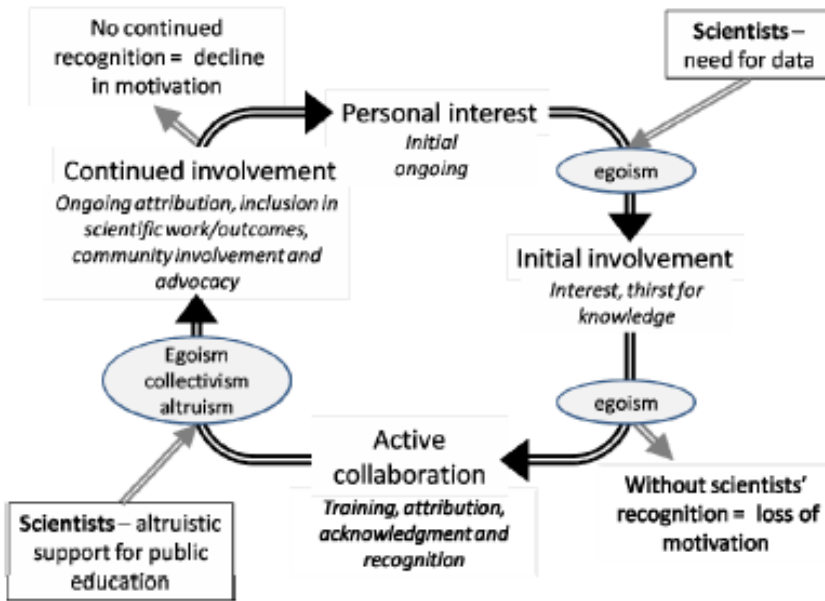 No continued
recognition = decline
in motivation
Scientists –
need for data
Personal interest
Initial
ongoing
egoism
Continued involvement
Ongoing attribution, inclusion in
scientific work/outcomes,
community involvement and
advocacy
Initial involvement
Interest, thirst for
knowledge
Egoism
collectivism
altruism
egoism
Active
collaboration
Training, attribution,
acknowledgment and
recognition
Without scientists'
recognition = loss of
motivation
Scientists – altruistic
support for public
education